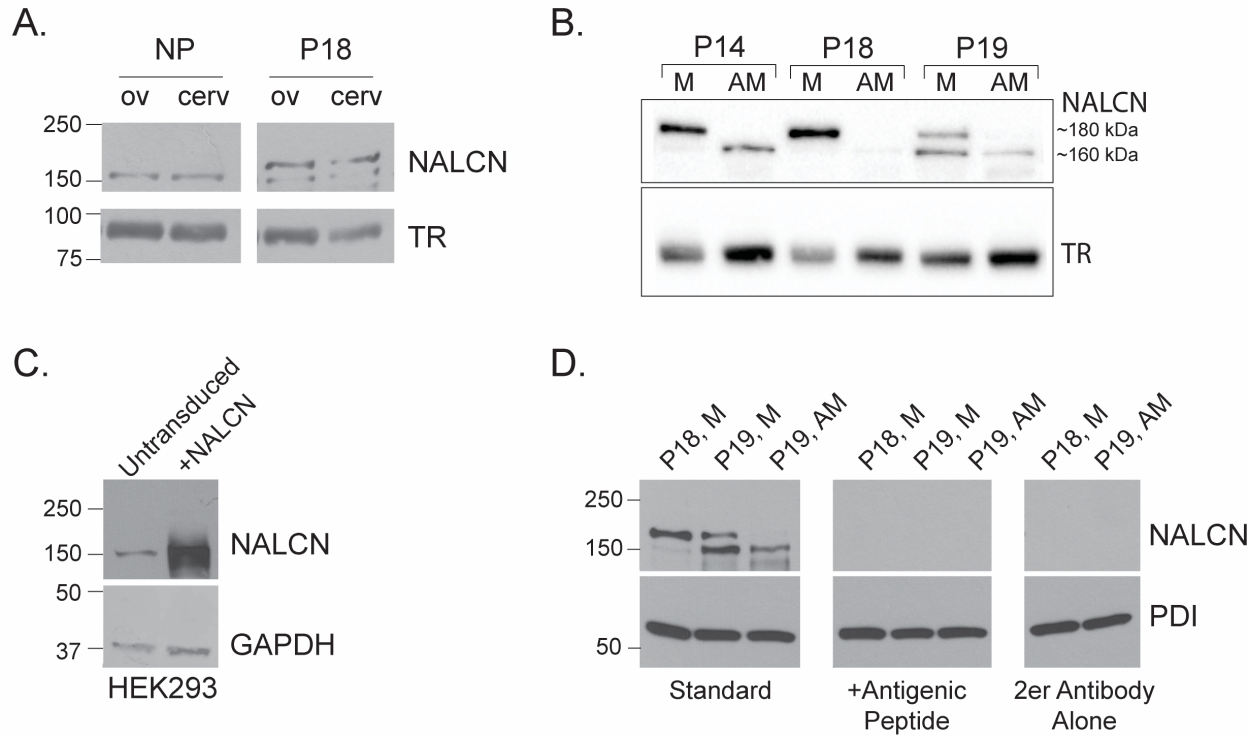 A.
NP P18
ov cerv ov cerv
250
150
NALCN
100
75
TR
B.
P14 P18 P19
M AM M AM M AM
NALCN
~180 kDa
~160 kDa
TR
C.
Untransduced
+NALCN
250
150
NALCN
50
37
GAPDH
HEK293
D.
P18, M
P19, M
P19, AM
P18, M
P19, M
P19, AM
P18, M
P19, AM
250
150
NALCN
50
PDI
Standard
+Antigenic
Peptide
2er Antibody
Alone